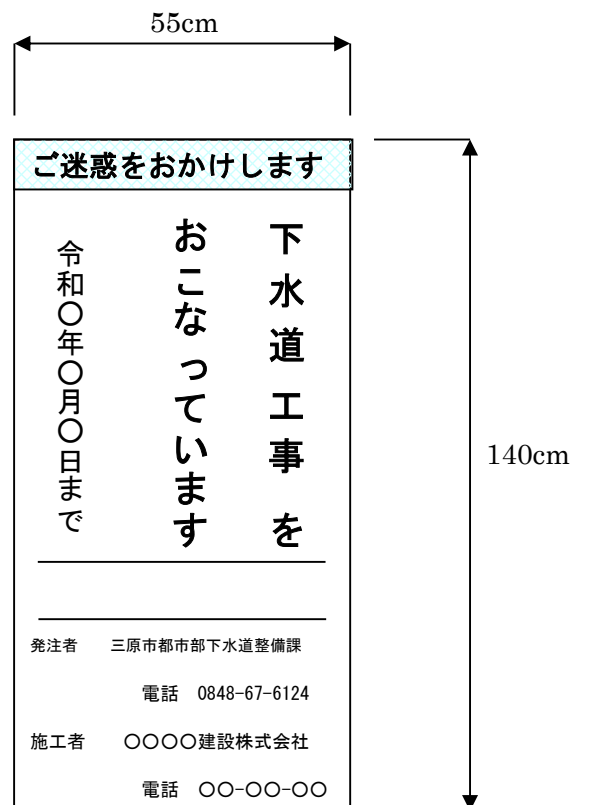 55cm
ご迷惑をおかけします
下水道工事を
おこなっています
令和〇年〇月〇日まで
140cm
発注者 三原市都市部下水道整備課
電話 0848-67-6124
施工者 〇〇〇〇建設株式会社
電話 〇〇-〇〇-〇〇